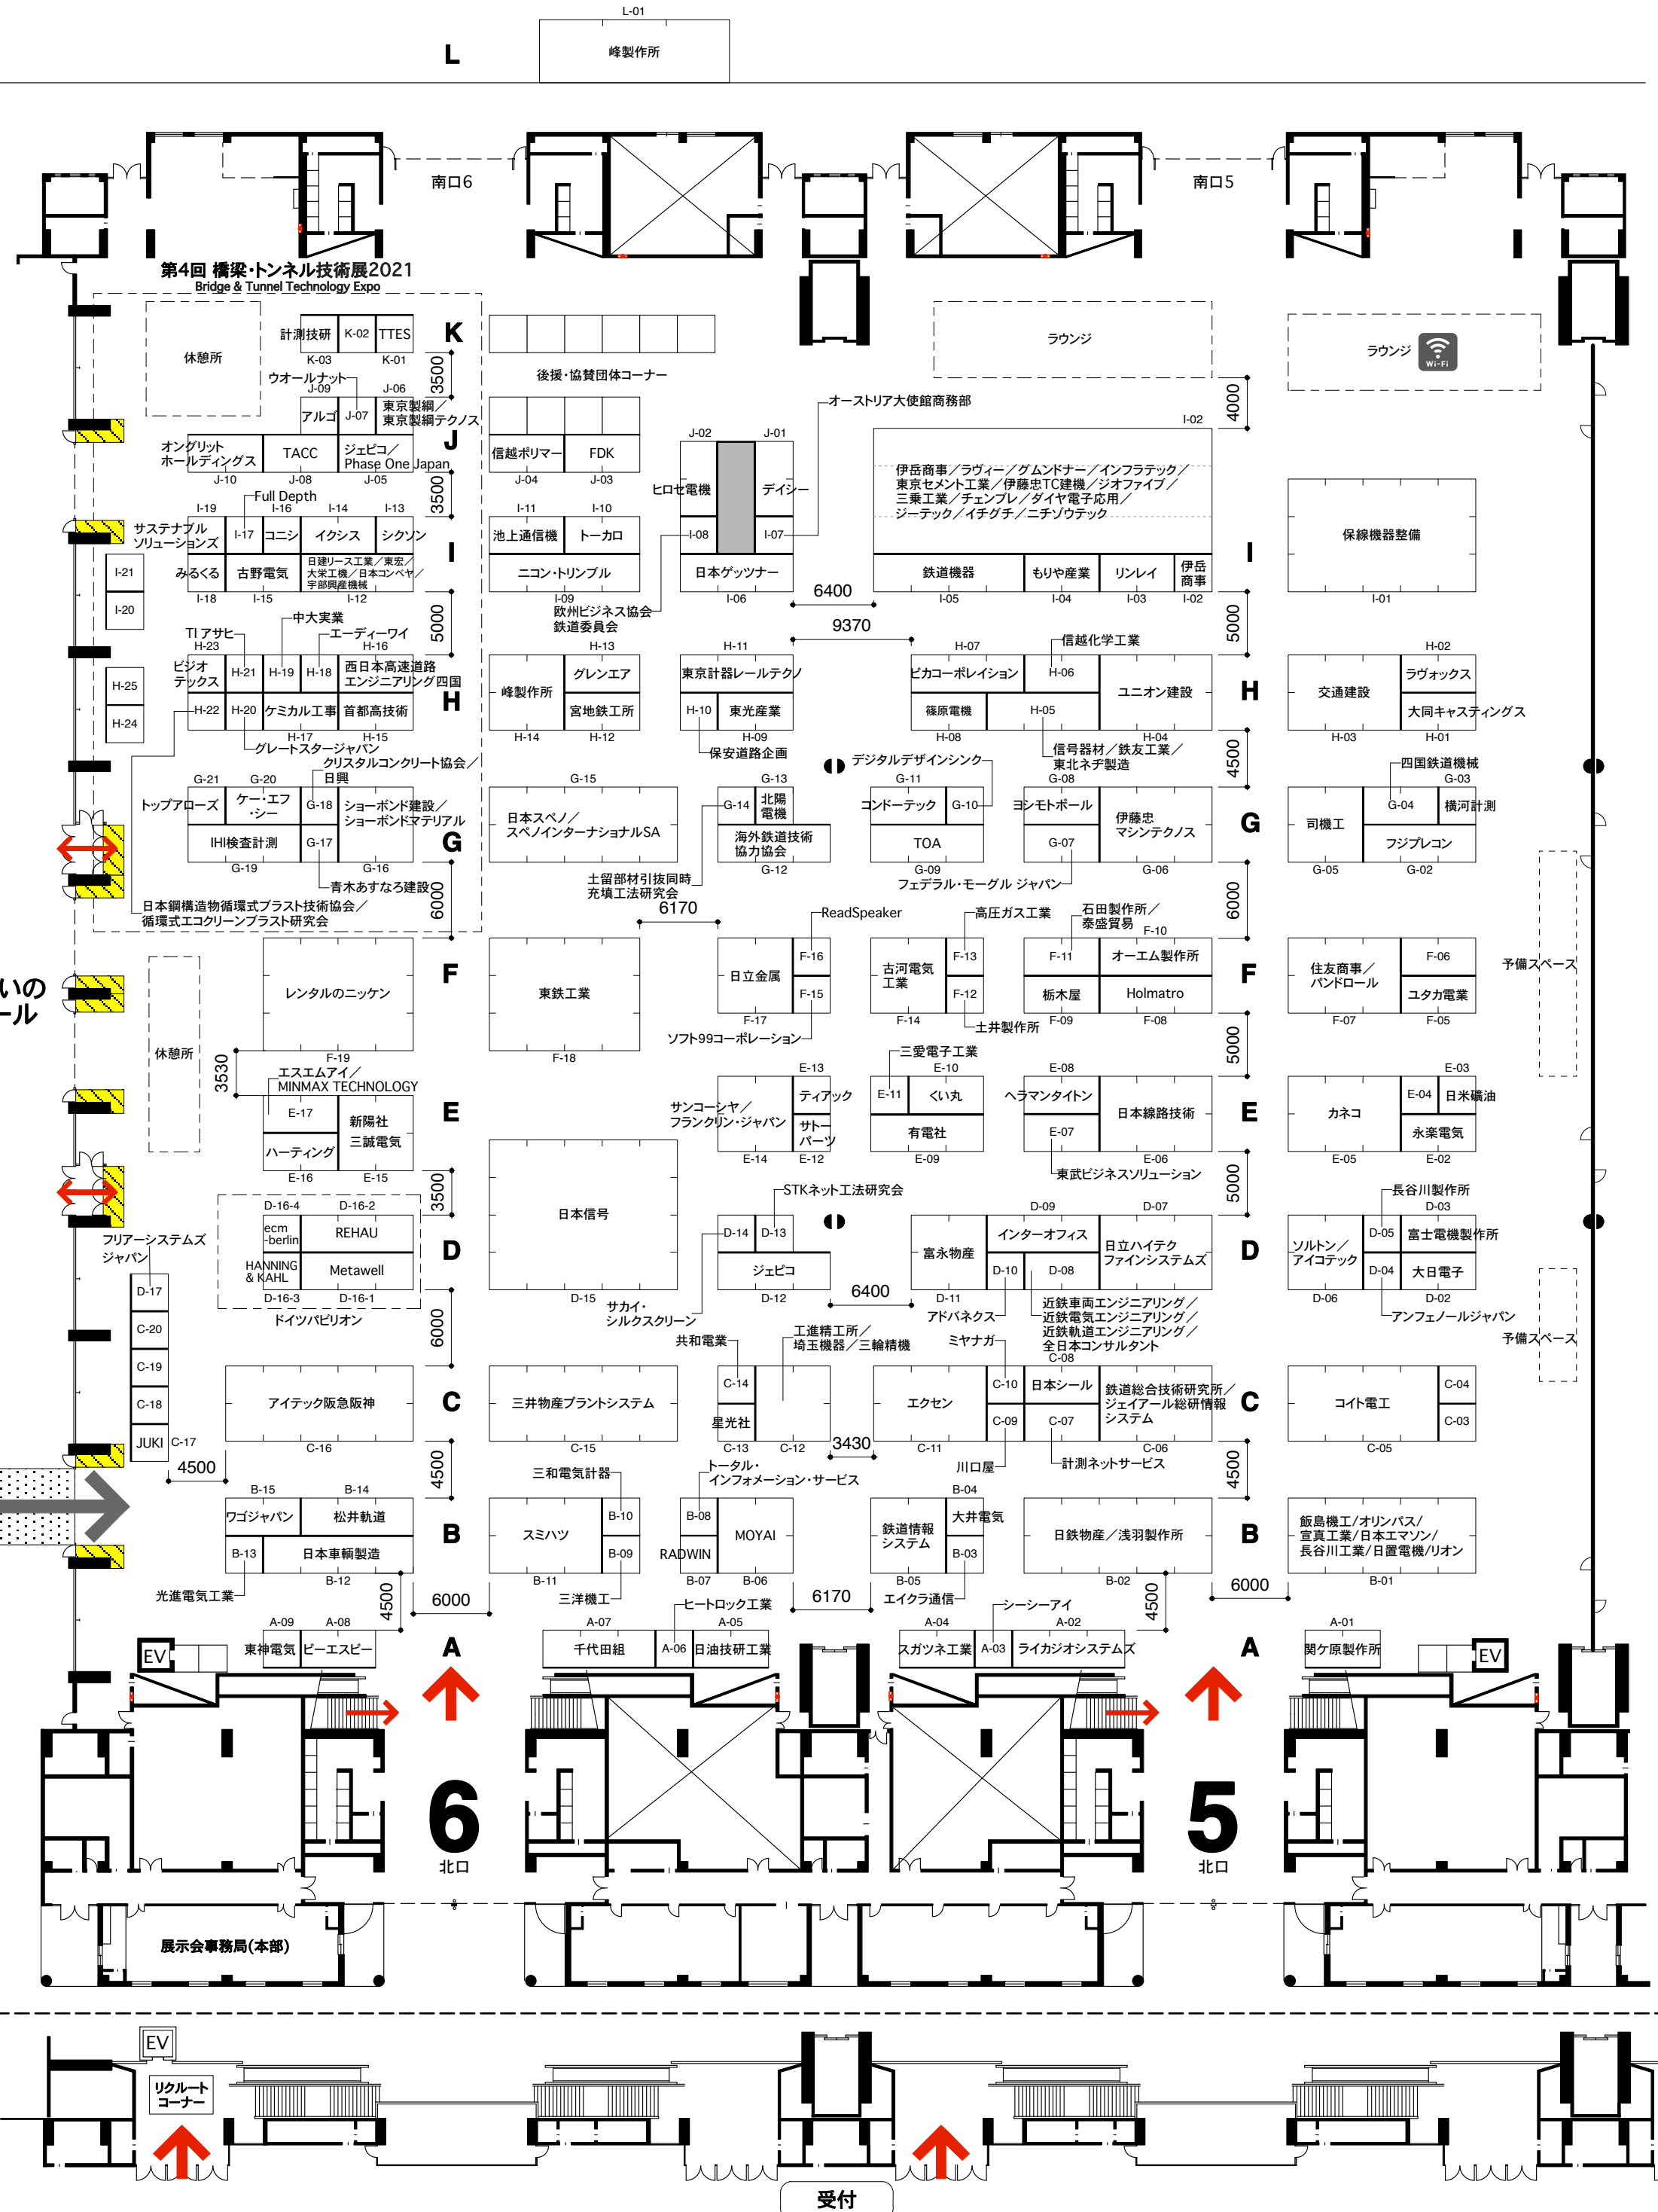 L-01
L
峰製作所
南口6
南口5
第4回 橋梁・トンネル技術展2021
Bridge & Tunnel Technology Expo
休憩所
計測技研
K-02
TTES
K
K-03
K-01
3500
後援・協賛団体コーナー
ラウンジ
ラウンジ
Wi-Fi
4000
ウオールナット
J-09
J-06
アルゴ
J-07
東京製綱／
東京製綱テクノス
J
オーストリア大使館商務部
I-02
オングリット
ホールディングス
TACC
ジェピコ／
Phase One Japan
J-10
J-08
J-05
信越ポリマー
FDK
J-04
J-03
J-02
J-01
ヒロセ電機
デイシー
伊岳商事／ラヴィー／グムンドナー／インフラテック／
東京セメント工業／伊藤忠TC建機／ジオファイブ／
三乗工業／チェンブレ／ダイヤ電子応用／
ジーテック／イチグチ／ニチゾウテック
3500
Full Depth
I-19
I-16
I-14
I-13
サステナブル
ソリューションズ
I-17
コニシ
イクシス
シクソン
I-11
I-10
池上通信機
トーカロ
I-08
I-07
保線機器整備
I
I
I-21
I-20
みるくる
古野電気
日建リース工業／東宏／
大栄工機／日本コンベヤ／
宇部興産機械
I-18
I-15
I-12
ニコン・トリンブル
I-09
日本ゲッツナー
I-06
鉄道機器
もりや産業
リンレイ
伊岳
商事
I-05
I-04
I-03
I-02
I-01
欧州ビジネス協会
鉄道委員会
6400
5000
9370
5000
中大実業
TI アサヒ
エーディーワイ
H-23
H-16
ビジオ
テックス
H-21
H-19
H-18
西日本高速道路
エンジニアリング四国
H-25
H-24
H-22
H-20
ケミカル工事
首都高技術
H
H-17
H-15
グレートスタージャパン
H-13
峰製作所
グレンエア
宮地鉄工所
H-14
H-12
H-11
東京計器レールテクノ
H-10
東光産業
H-09
保安道路企画
信越化学工業
H-07
ピカコーポレイション
H-06
ユニオン建設
篠原電機
H-05
H-08
H-04
信号器材／鉄友工業／
東北ネヂ製造
H
H-02
交通建設
ラヴォックス
大同キャスティングス
H-03
H-01
4500
クリスタルコンクリート協会／
日興
G-21
G-20
トップアローズ
ケー・エフ
・シー
G-18
ショーボンド建設／
ショーボンドマテリアル
IHI検査計測
G-17
G
G-19
G-16
青木あすなろ建設
日本鋼構造物循環式ブラスト技術協会／
循環式エコクリーンブラスト研究会
6000
G-15
日本スペノ／
スペノインターナショナルSA
G-13
G-14
北陽
電機
海外鉄道技術
協力協会
G-12
土留部材引抜同時
充填工法研究会
デジタルデザインシンク
G-11
コンドーテック
G-10
TOA
G-09
G-08
ヨシモトポール
G-07
伊藤忠
マシンテクノス
G-06
フェデラル・モーグル ジャパン
G
四国鉄道機械
G-03
司機工
G-04
横河計測
フジプレコン
G-05
G-02
6000
6170
ReadSpeaker
高圧ガス工業
石田製作所／
泰盛貿易
F-10
レンタルのニッケン
F
東鉄工業
日立金属
F-16
F-15
古河電気
工業
F-13
F-12
F-11
オーエム製作所
栃木屋
Holmatro
F
住友商事／
パンドロール
F-06
ユタカ電業
予備スペース
F-17
F-14
F-09
F-08
F-07
F-05
ソフト99コーポレーション
土井製作所
いの
ール
休憩所
F-19
F-18
3530
5000
エスエムアイ／
MINMAX TECHNOLOGY
E-17
新陽社
三誠電気
ハーティング
E
E-16
E-15
3500
E-13
サンコーシヤ／
フランクリン・ジャパン
ティアック
サトー
パーツ
E-14
E-12
三愛電子工業
E-10
E-11
くい丸
有電社
E-09
E-08
ヘラマンタイトン
E-07
日本線路技術
E-06
東武ビジネスソリューション
E
E-03
カネコ
E-04
日米礦油
永楽電気
E-05
E-02
5000
日本信号
D-15
STKネット工法研究会
D-14
D-13
ジェピコ
D-12
サカイ・
シルクスクリーン
6400
フリアーシステムズ
ジャパン
D-16-4
D-16-2
ecm
-berlin
REHAU
HANNING
& KAHL
Metawell
D-16-3
D-16-1
ドイツパビリオン
D
6000
D-09
D-07
富永物産
インターオフィス
日立ハイテク
ファインシステムズ
D-10
D-08
D-11
アドバネクス
近鉄車両エンジニアリング／
近鉄電気エンジニアリング／
近鉄軌道エンジニアリング／
全日本コンサルタント
D
長谷川製作所
D-03
ソルトン／
アイコテック
D-05
富士電機製作所
D-04
大日電子
D-06
D-02
アンフェノールジャパン
予備スペース
D-17
C-20
C-19
C-18
JUKI
C-17
アイテック阪急阪神
C
C-16
三井物産プラントシステム
C-15
共和電業
工進精工所／
埼玉機器／三輪精機
C-14
星光社
C-13
C-12
3430
ミヤナガ
C-08
エクセン
C-10
日本シール
鉄道総合技術研究所／
ジェイアール総研情報
システム
C-09
C-07
C-11
C-06
川口屋
計測ネットサービス
C
コイト電工
C-04
C-03
C-05
4500
4500
4500
B-15
B-14
ワゴジャパン
松井軌道
B-13
日本車輌製造
B
B-12
光進電気工業
三和電気計器
スミハツ
B-10
B-09
B-11
三洋機工
トータル・
インフォメーション・サービス
B-08
MOYAI
RADWIN
B-07
B-06
B-04
鉄道情報
システム
大井電気
B-03
B-05
エイクラ通信
日鉄物産／浅羽製作所
B-02
B
飯島機工/オリンパス/
宣真工業/日本エマソン/
長谷川工業/日置電機/リオン
B-01
4500
6000
6170
4500
6000
EV
A-09
A-08
東神電気
ビーエスピー
A
A-07
ヒートロック工業
A-05
千代田組
A-06
日油技研工業
A-04
シーシーアイ
A-02
スガツネ工業
A-03
ライカジオシステムズ
A
A-01
関ケ原製作所
EV
6
北口
5
北口
展示会事務局(本部)
EV
リクルート
コーナー
受付